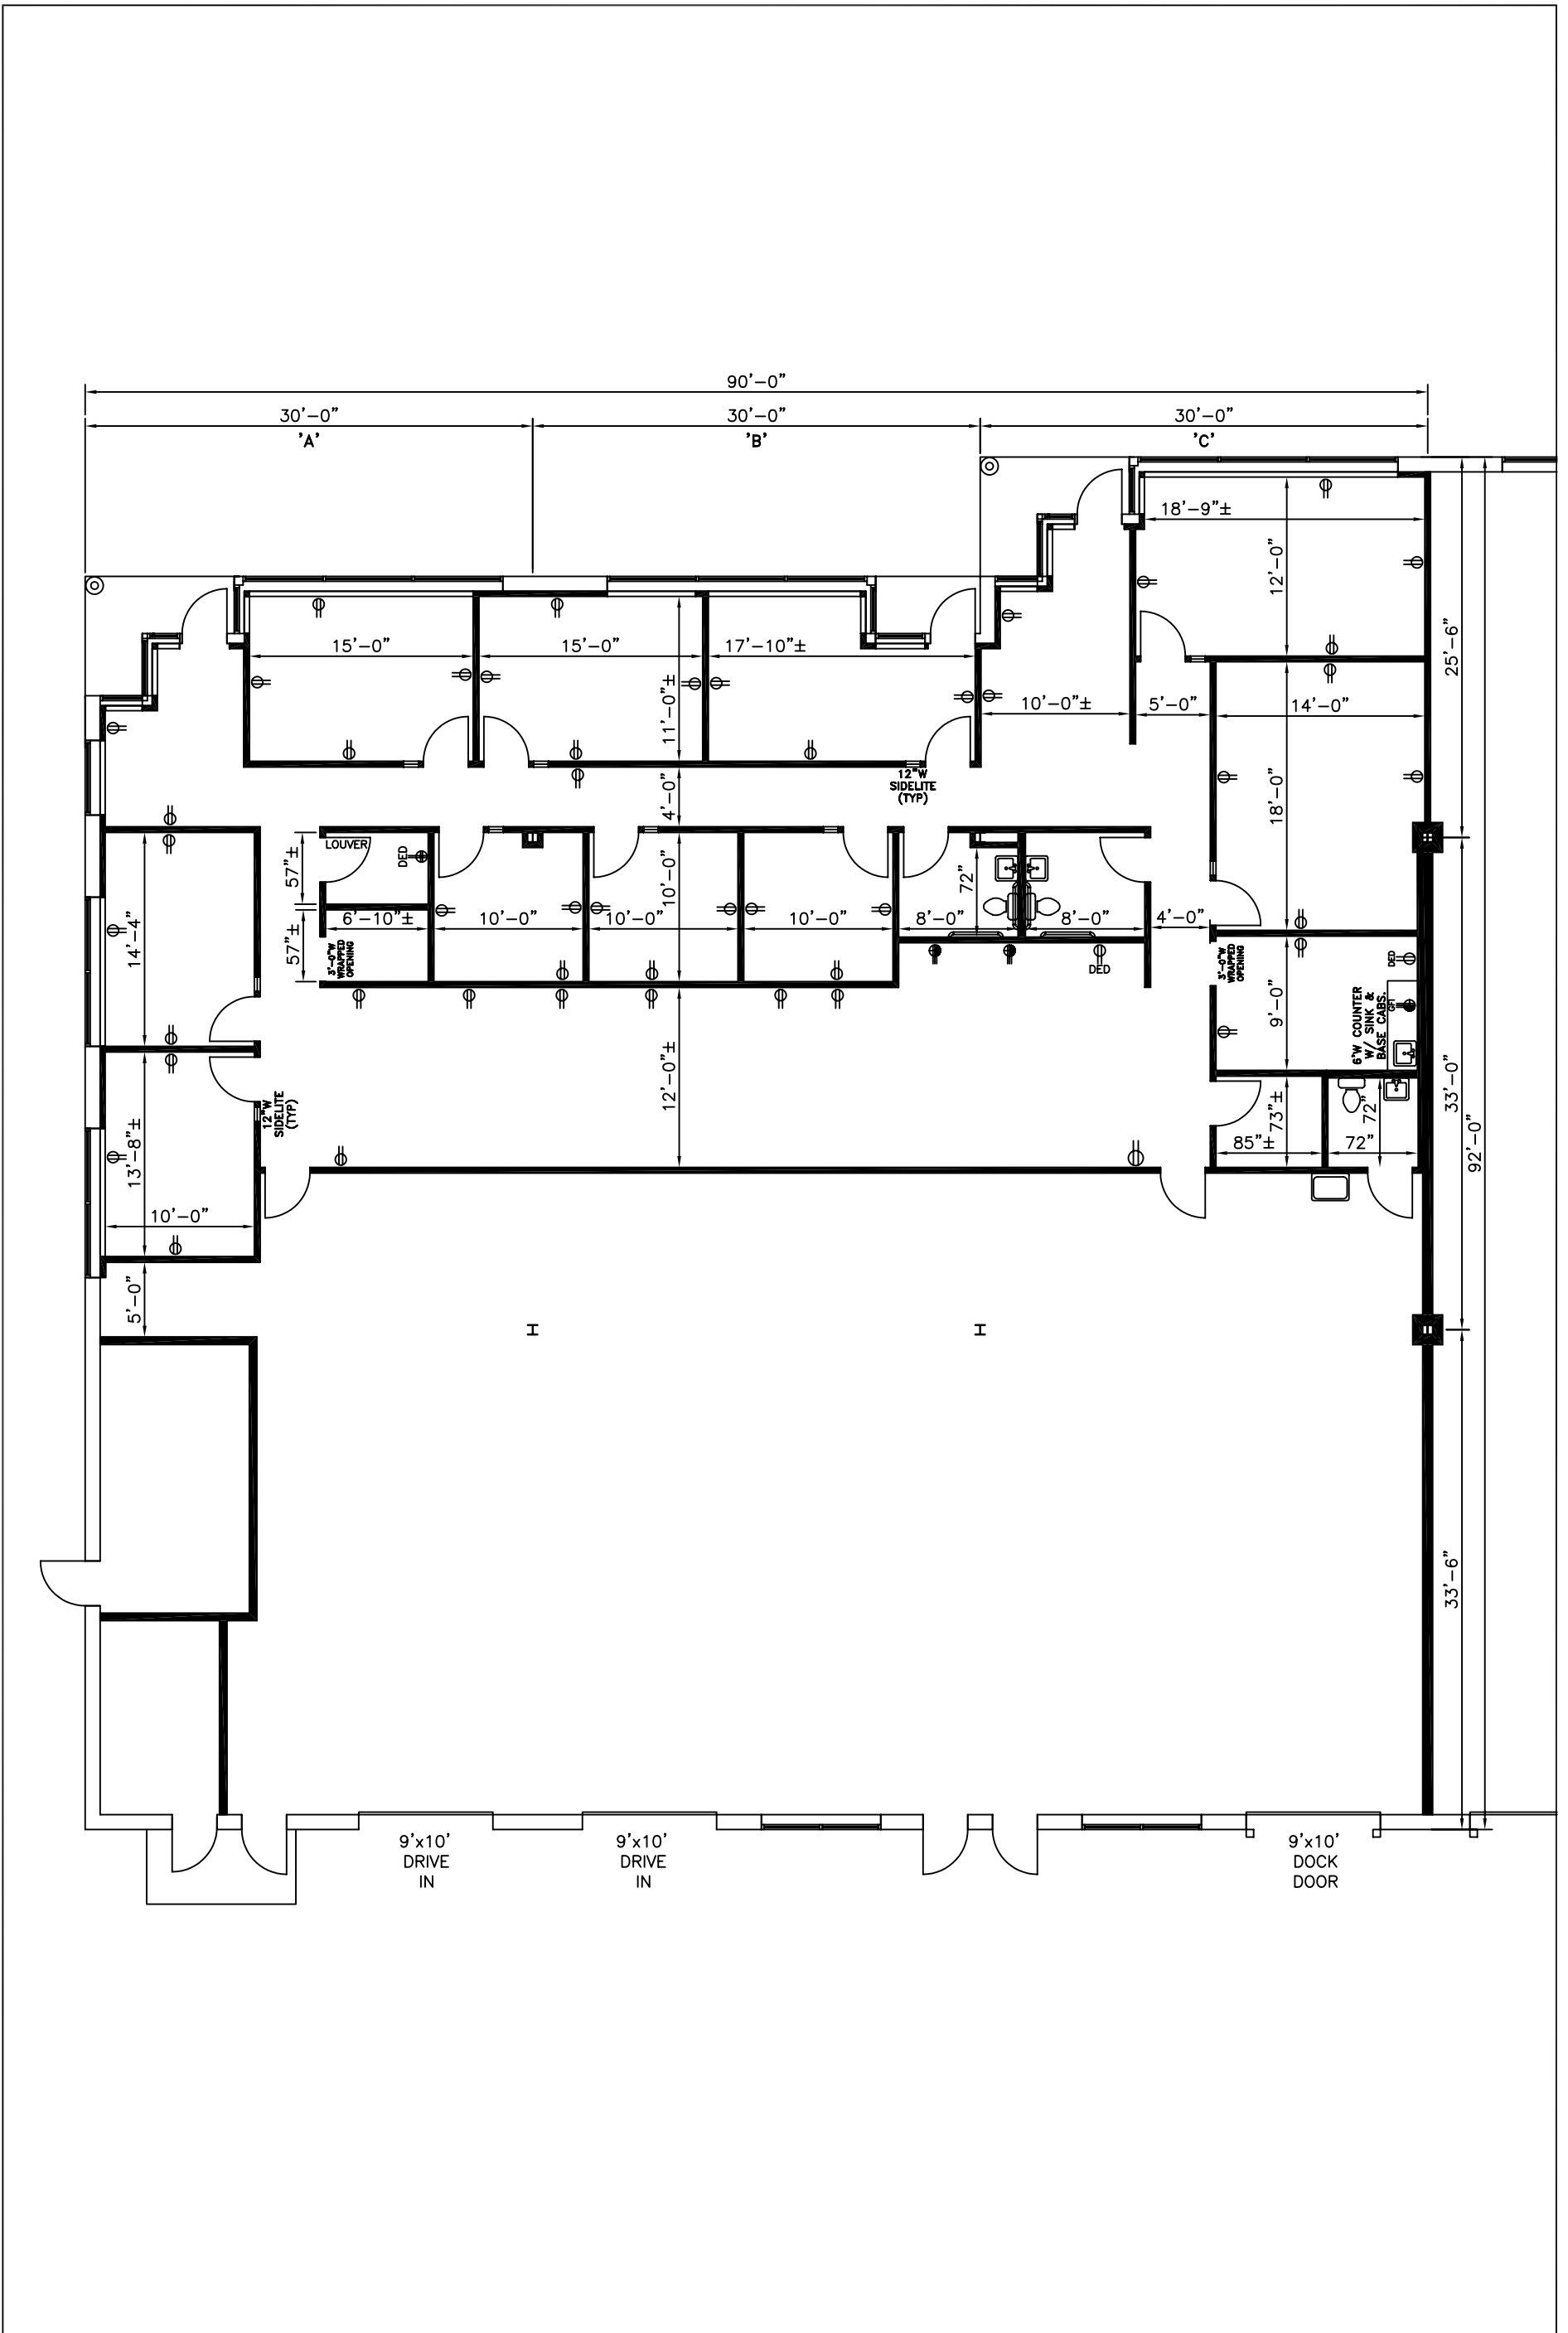 90'-0"
30'-0"
30'-0"
30'-0"
'A'
'B'
'C'
18'-9"±
12'-0"
25'-6"
15'-0"
15'-0"
17'-10"±
11'-0"±
10'-0"±
5'-0"
14'-0"
12"W
SIDELITE
(TYP)
4'-0"
18'-0"
LOUVER
DED
57"±
57"±
6'-10"±
3'-0"W
WRAPPED
OPENING
10'-0"
10'-0"
10'-0"
10'-0"
72"
8'-0"
8'-0"
4'-0"
DED
14'-4"
3'-0"W
WRAPPED
OPENING
9'-0"
DED
GFI
6"W COUNTER
W/ SINK &
BASE CABS.
33'-0"
92'-0"
12'-0"±
12"W
SIDELITE
(TYP)
13'-8"±
10'-0"
73"±
85"±
72"
72"
5'-0"
33'-6"
9'x10'
DRIVE
IN
9'x10'
DRIVE
IN
9'x10'
DOCK
DOOR